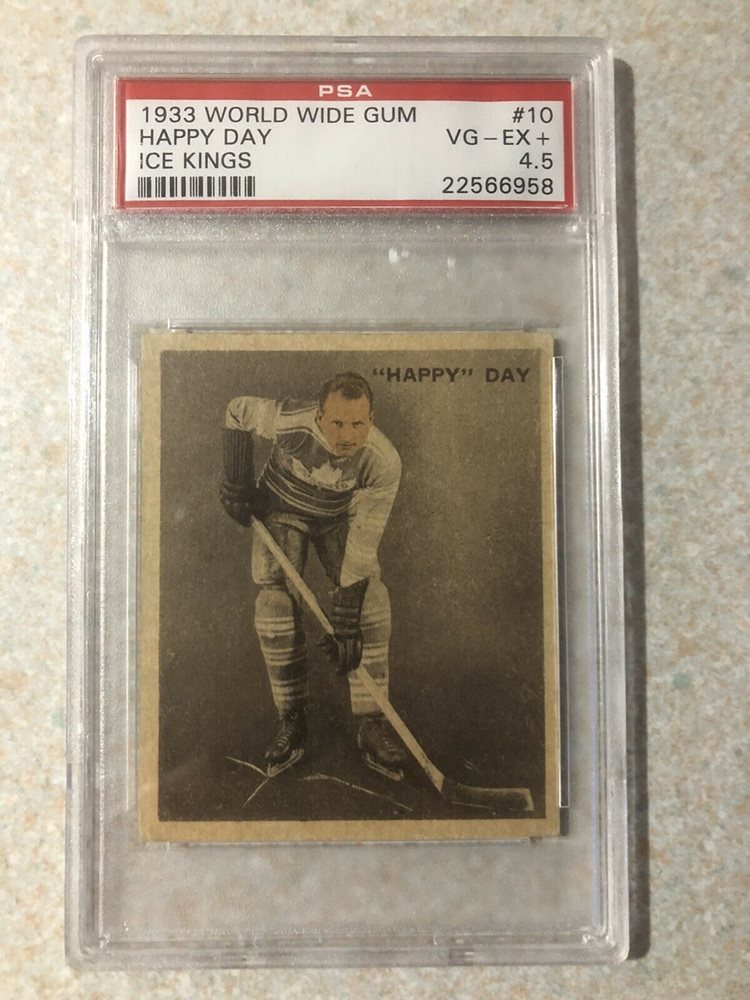 PSA
1933 WORLD WIDE GUM #10
HAPPY DAY VG-EX+
ICE KINGS 4.5
22566958
"HAPPY" DAY